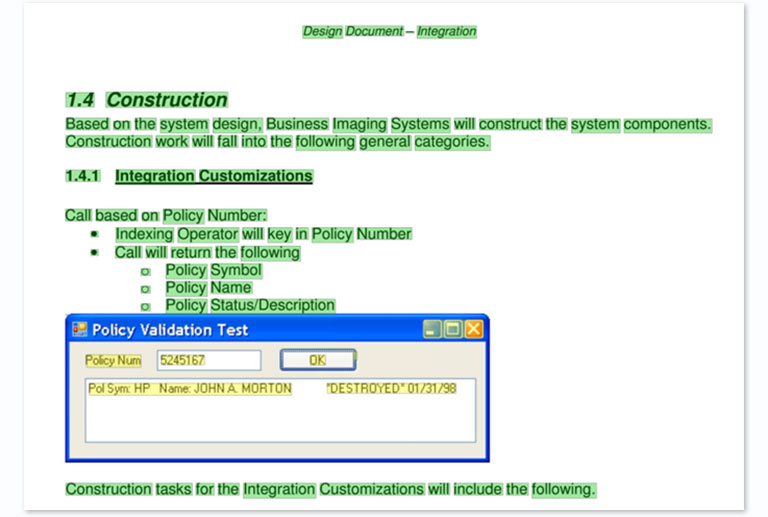 Design Document – Integration
1.4 Construction
Based on the system design, Business Imaging Systems will construct the system components.
Construction work will fall into the following general categories.
1.4.1 Integration Customizations
Call based on Policy Number:
• Indexing Operator will key in Policy Number
• Call will return the following
o Policy Symbol
o Policy Name
o Policy Status/Description
Policy Validation Test
Policy Num 5245167 OK
Pol Sym: HP Name: JOHN A. MORTON "DESTROYED" 01/31/98
Construction tasks for the Integration Customizations will include the following.